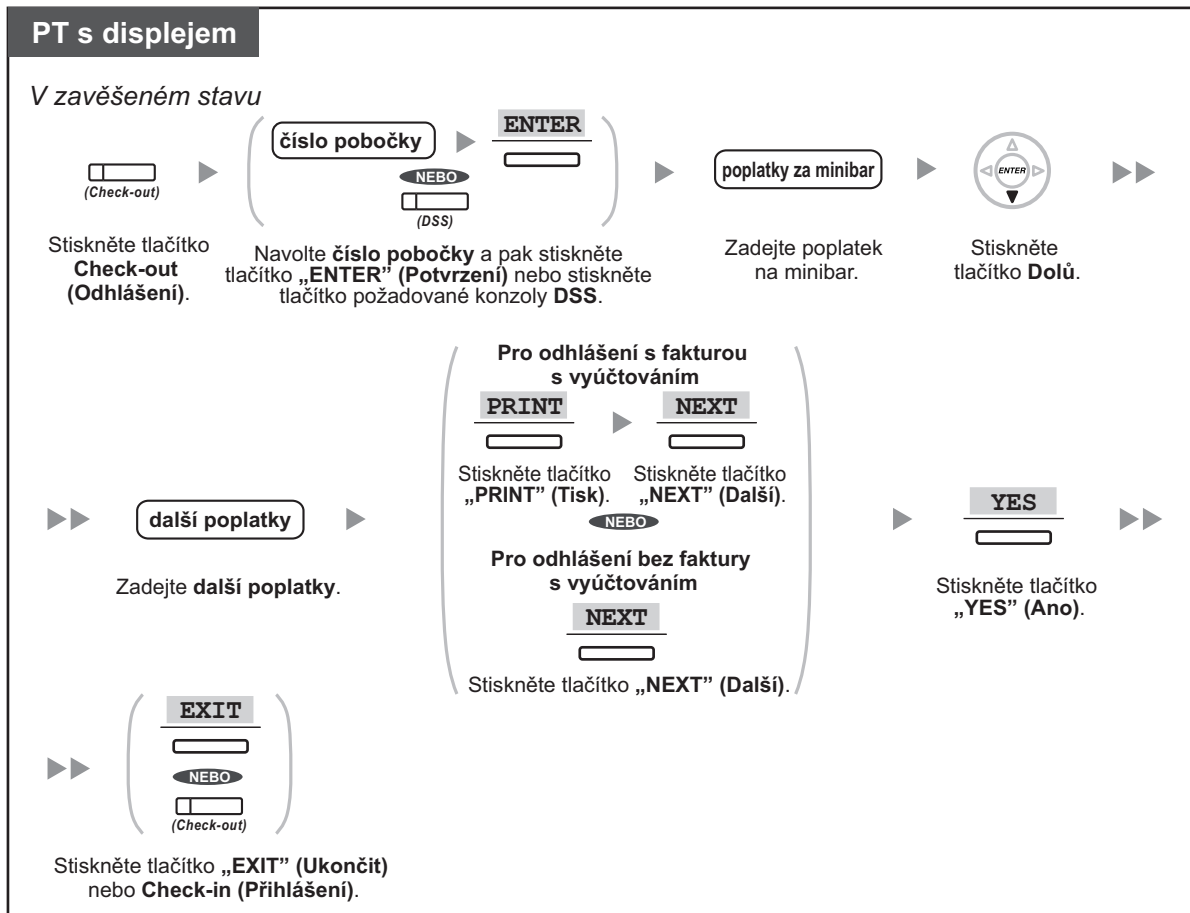 PT s displejem
V zavěšeném stavu
(Check-out)
Stiskněte tlačítko
Check-out
(Odhlášení).
číslo pobočky
ENTER
NEBO
(DSS)
Navolte číslo pobočky a pak stiskněte
tlačítko „ENTER” (Potvrzení) nebo stiskněte
tlačítko požadované konzoly DSS.
poplatky za minibar
Zadejte poplatek
na minibar.
ENTER
Stiskněte
tlačítko Dolů.
další poplatky
Zadejte další poplatky.
Pro odhlášení s fakturou
s vyúčtováním
PRINT
Stiskněte tlačítko
„PRINT” (Tisk).
NEXT
Stiskněte tlačítko
„NEXT” (Další).
NEBO
Pro odhlášení bez faktury
s vyúčtováním
NEXT
Stiskněte tlačítko „NEXT” (Další).
YES
Stiskněte tlačítko
„YES” (Ano).
EXIT
NEBO
(Check-out)
Stiskněte tlačítko „EXIT” (Ukončit)
nebo Check-in (Přihlášení).